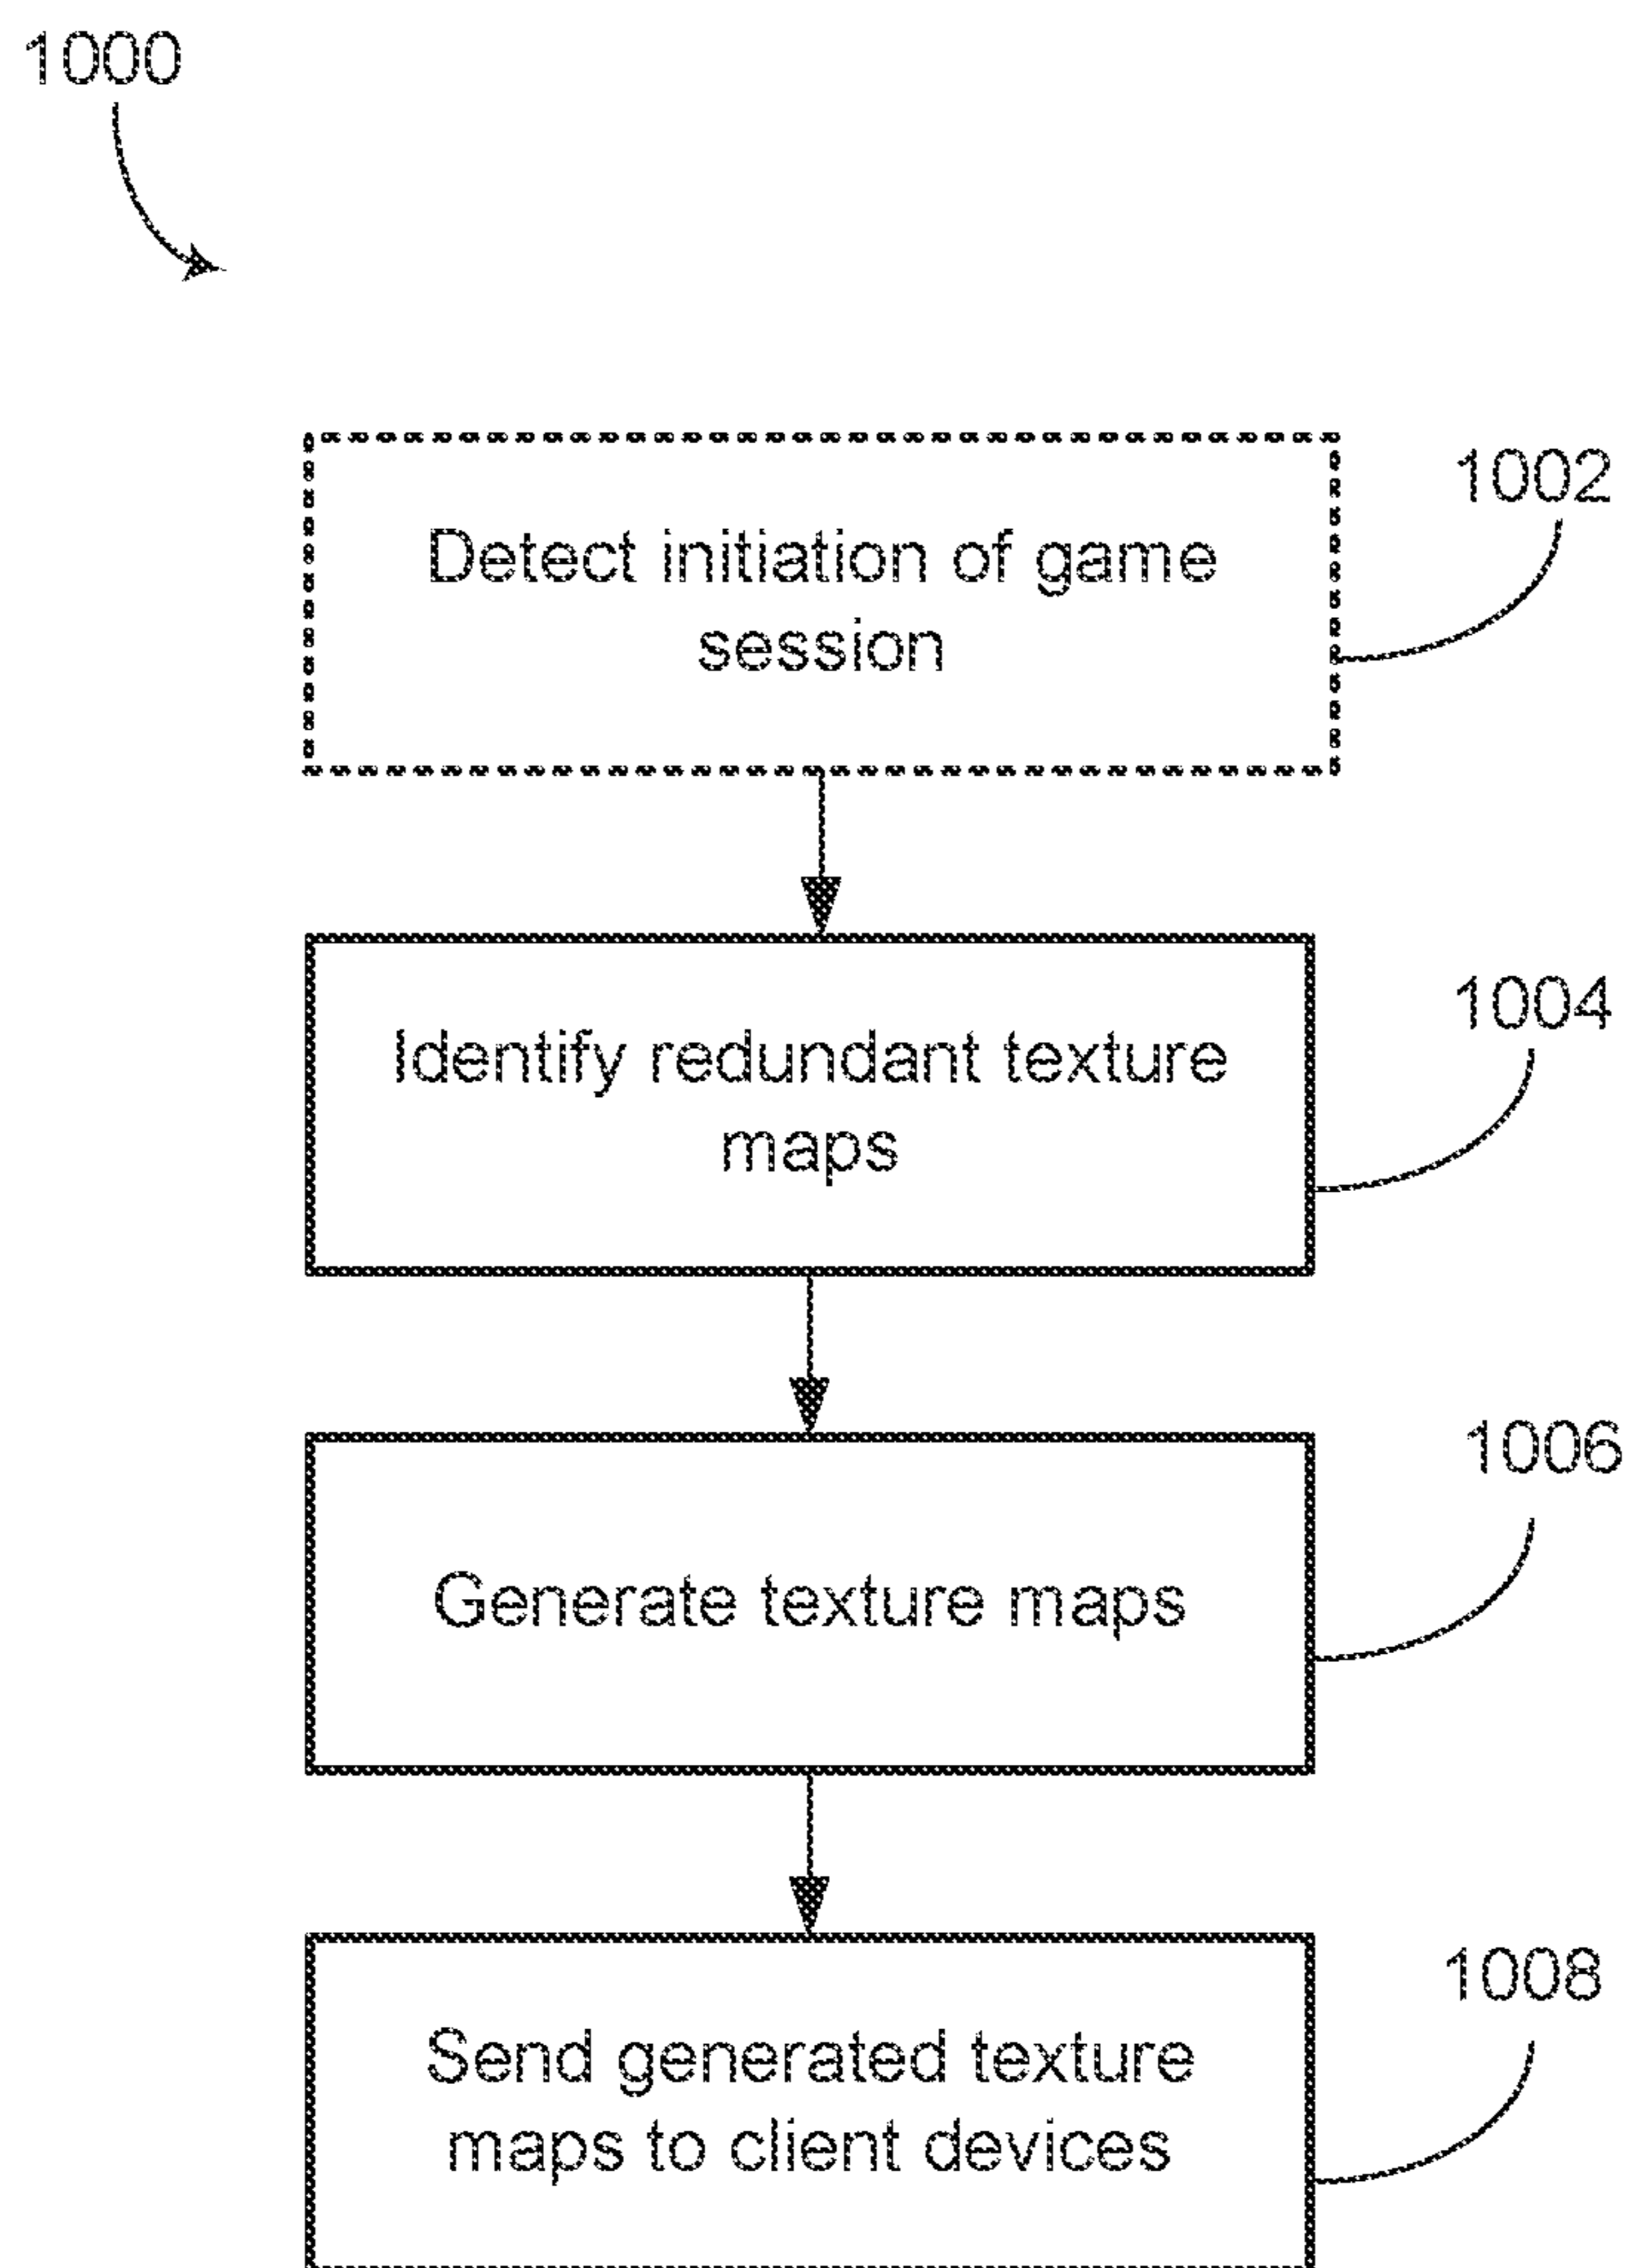 1000
1002
Detect initiation of game
session
1004
Identify redundant texture
maps
1006
Generate texture maps
1008
Send generated texture
maps to client devices